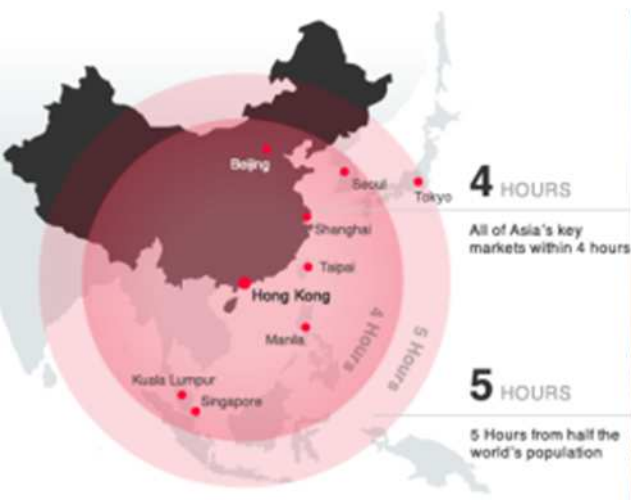 Beijing
Seoul
Tokyo
Shanghai
Taipai
Hong Kong
Manila
4 Hours
5 Hours
Kuala Lumpur
Singapore
4 HOURS
All of Asia's key
markets within 4 hours
5 HOURS
5 Hours from half the
world's population